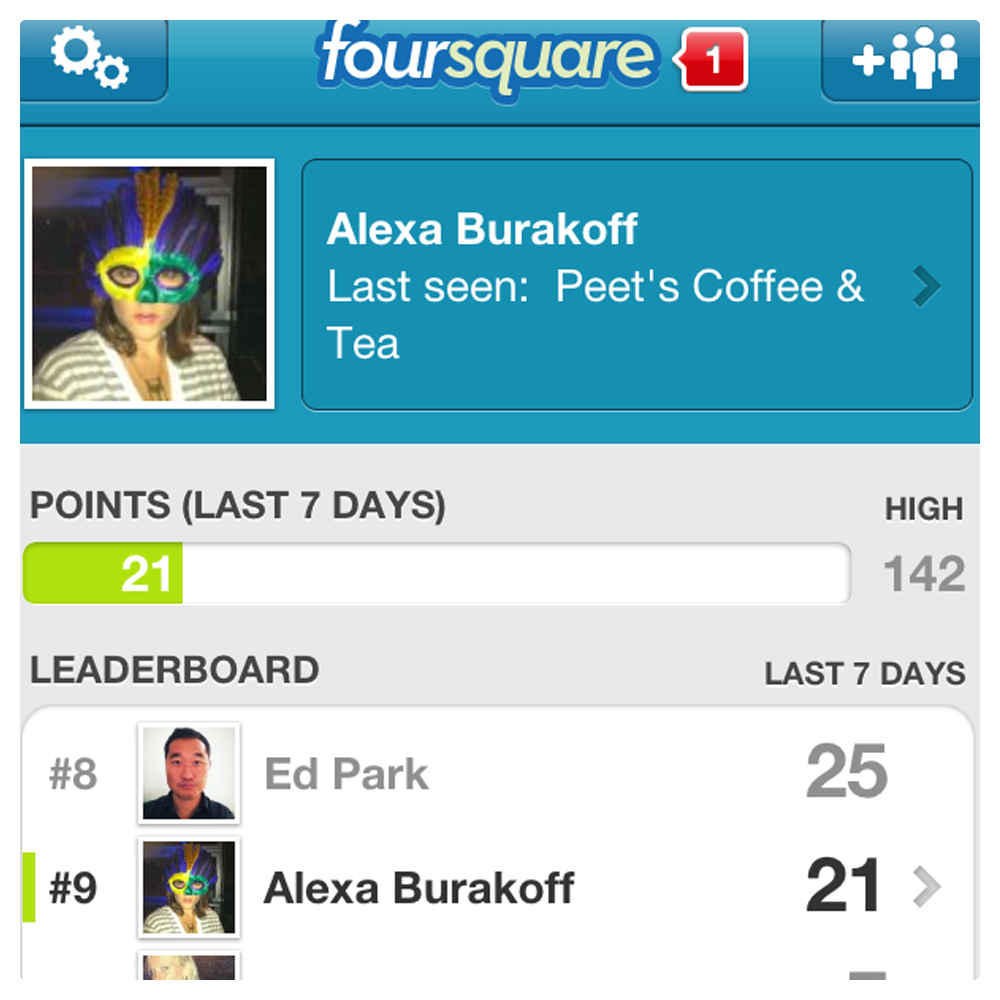 foursquare 1
Alexa Burakoff
Last seen: Peet's Coffee &
Tea
POINTS (LAST 7 DAYS) HIGH
21 142
LEADERBOARD LAST 7 DAYS
#8 Ed Park 25
#9 Alexa Burakoff 21